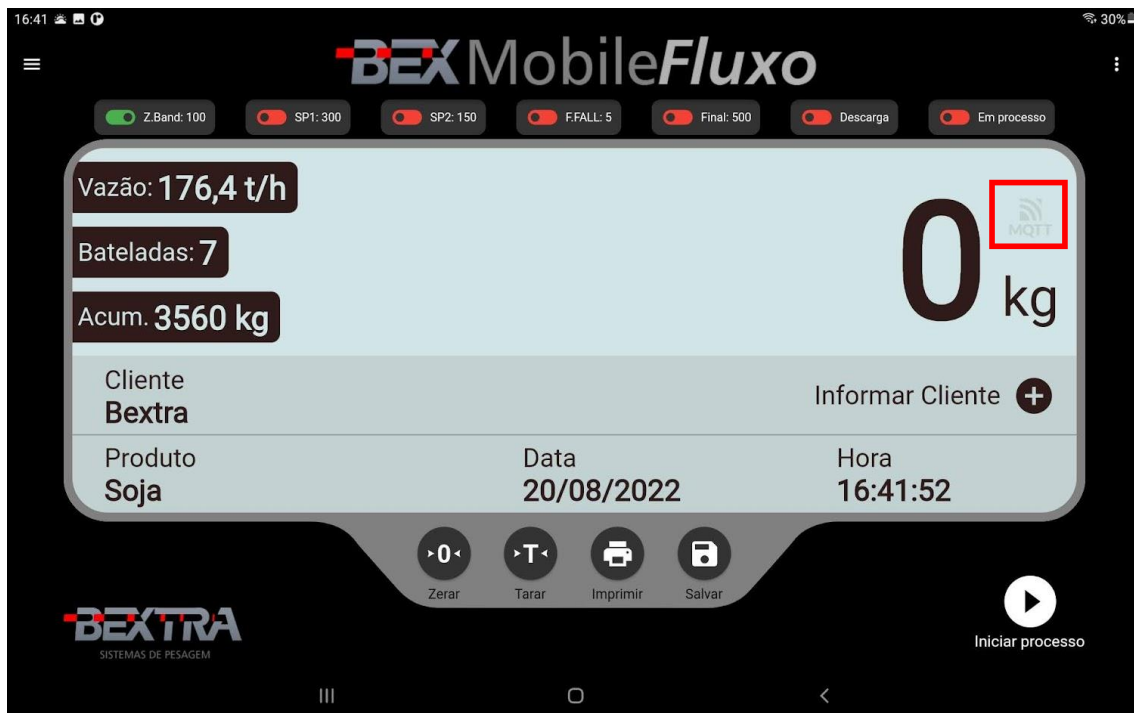 16:41
30%
BEX MobileFluxo
Z.Band: 100
SP1: 300
SP2: 150
F.FALL: 5
Final: 500
Descarga
Em processo
Vazão: 176,4 t/h
Bateladas: 7
Acum. 3560 kg
0 kg
MQTT
Cliente
Bextra
Informar Cliente
Produto
Soja
Data
20/08/2022
Hora
16:41:52
>0<
Zerar
>T<
Tarar
Imprimir
Salvar
BEXTRA
SISTEMAS DE PESAGEM
Iniciar processo